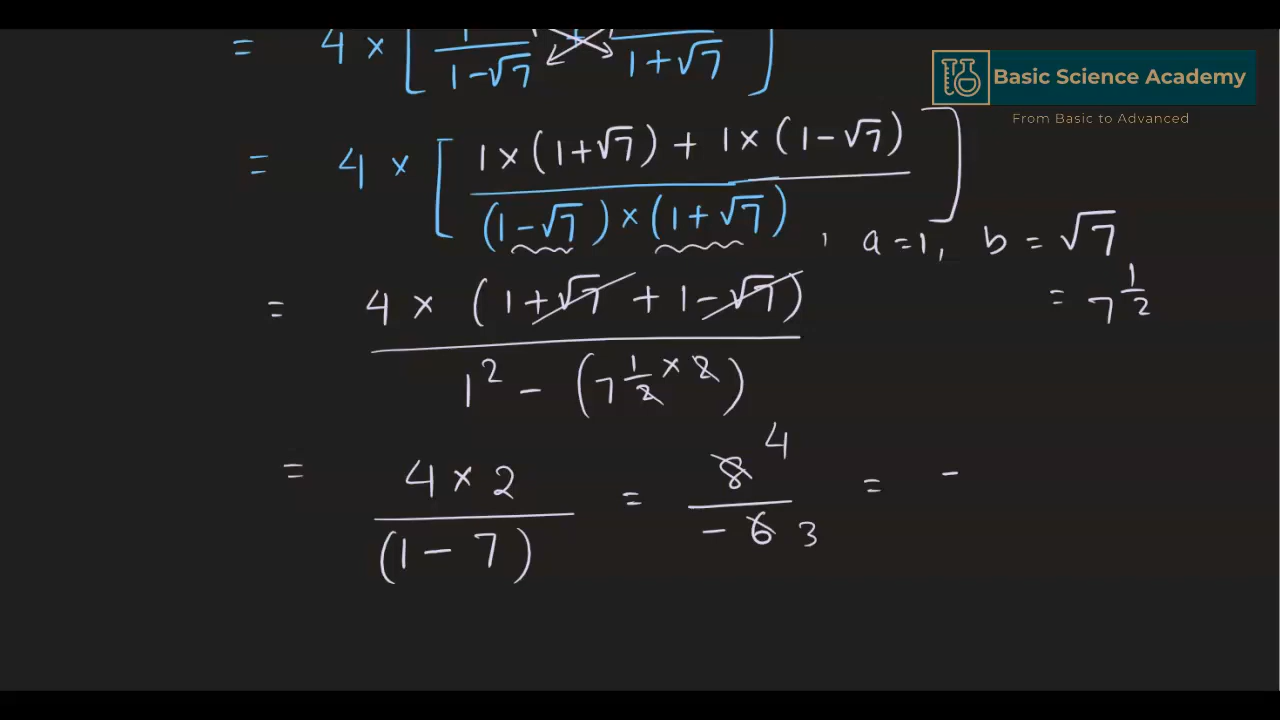 = 4 × [ 1/(1-√7) + /(1+√7) ]
Basic Science Academy
From Basic to Advanced
= 4 × [ (1×(1+√7) + 1×(1-√7)) / ((1-√7)×(1+√7)) ]
, a=1, b = √7
= 7^(1/2)
= 4 × (1+√7 + 1-√7) / (1² - (7^(1/2 × 2)))
= (4×2)/(1-7) = 8/-6 4/3 = -